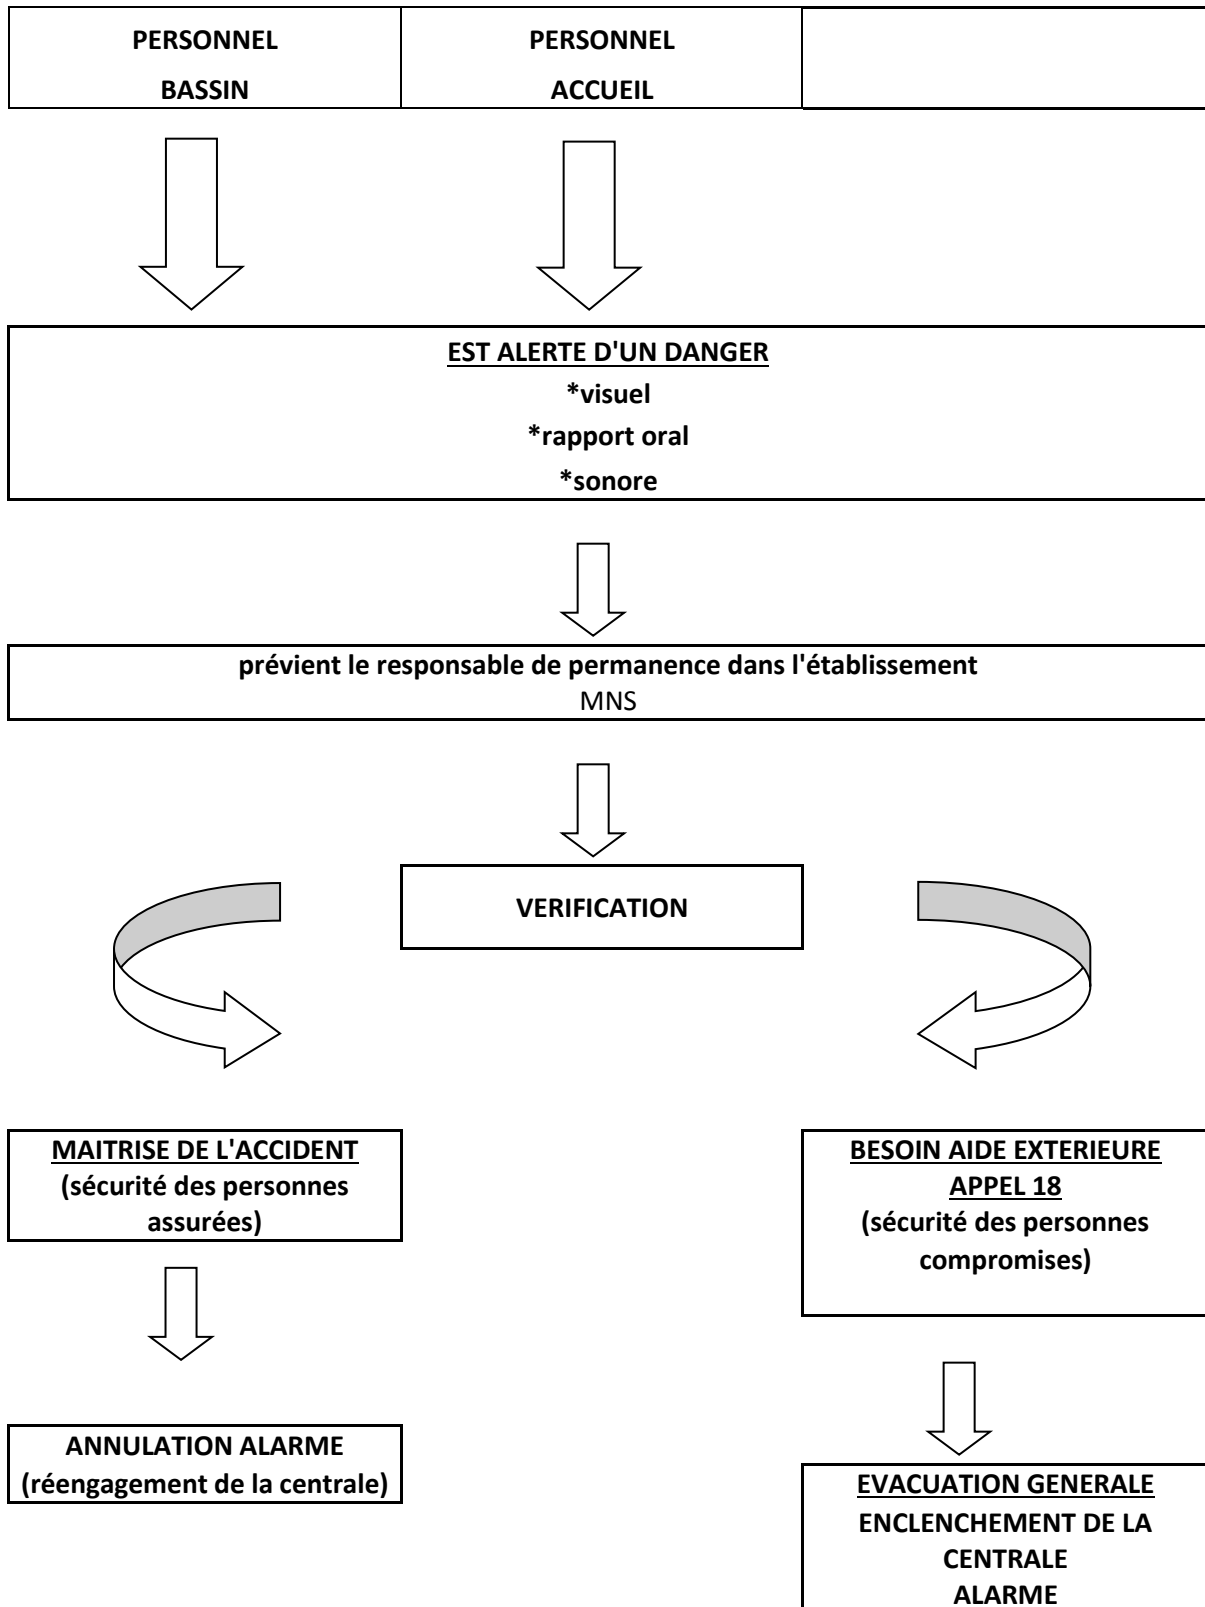 PERSONNEL
BASSIN
PERSONNEL
ACCUEIL
EST ALERTE D'UN DANGER
*visuel
*rapport oral
*sonore
prévient le responsable de permanence dans l'établissement
MNS
VERIFICATION
MAITRISE DE L'ACCIDENT
(sécurité des personnes
assurées)
BESOIN AIDE EXTERIEURE
APPEL 18
(sécurité des personnes
compromises)
ANNULATION ALARME
(réengagement de la centrale)
EVACUATION GENERALE
ENCLENCHEMENT DE LA
CENTRALE
ALARME